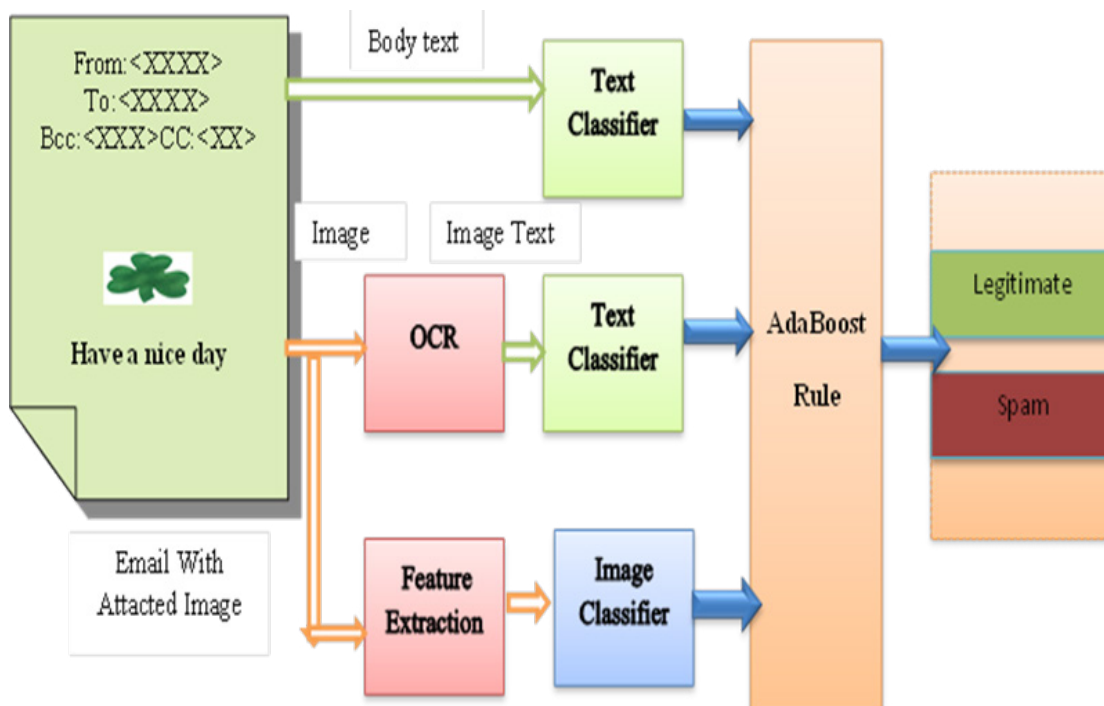 From:<XXXX>
To:<XXXX>
Bcc:<XXX>CC:<XX>
Have a nice day
Email With
Attacted Image
Body text
Text
Classifier
Image
Image Text
OCR
Text
Classifier
Feature
Extraction
Image
Classifier
AdaBoost
Rule
Legitimate
Spam